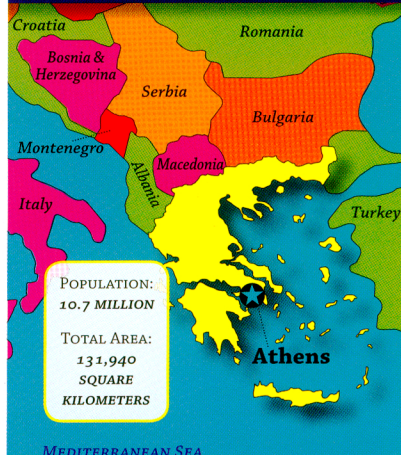 Croatia
Romania
Bosnia &
Herzegovina
Serbia
Bulgaria
Montenegro
Macedonia
Albania
Italy
Turkey
POPULATION:
10.7 MILLION
TOTAL AREA:
131,940
SQUARE
KILOMETERS
Athens
MEDITERRANEAN SEA